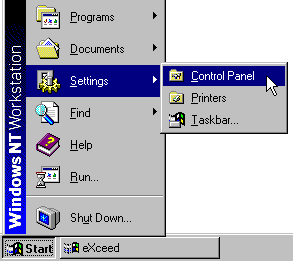 Programs
Documents
Settings
Find
Help
Run...
Shut Down...
Control Panel
Printers
Taskbar...
Windows NT Workstation
Start
eXceed